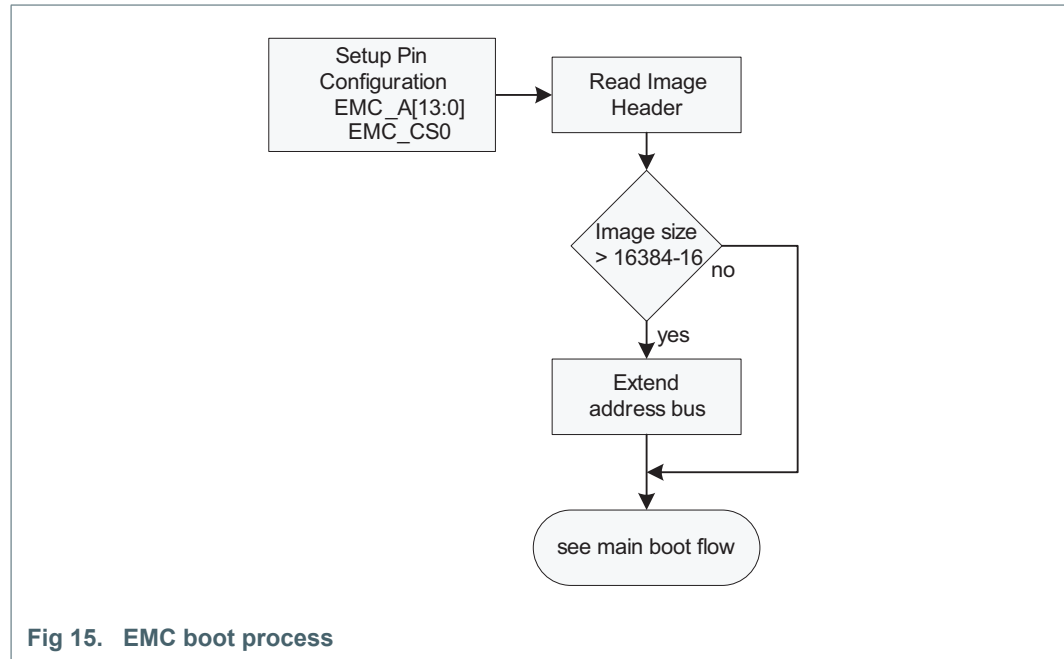 Setup Pin
Configuration
EMC_A[13:0]
EMC_CS0
Read Image
Header
Image size
> 16384-16
no
yes
Extend
address bus
see main boot flow
Fig 15. EMC boot process